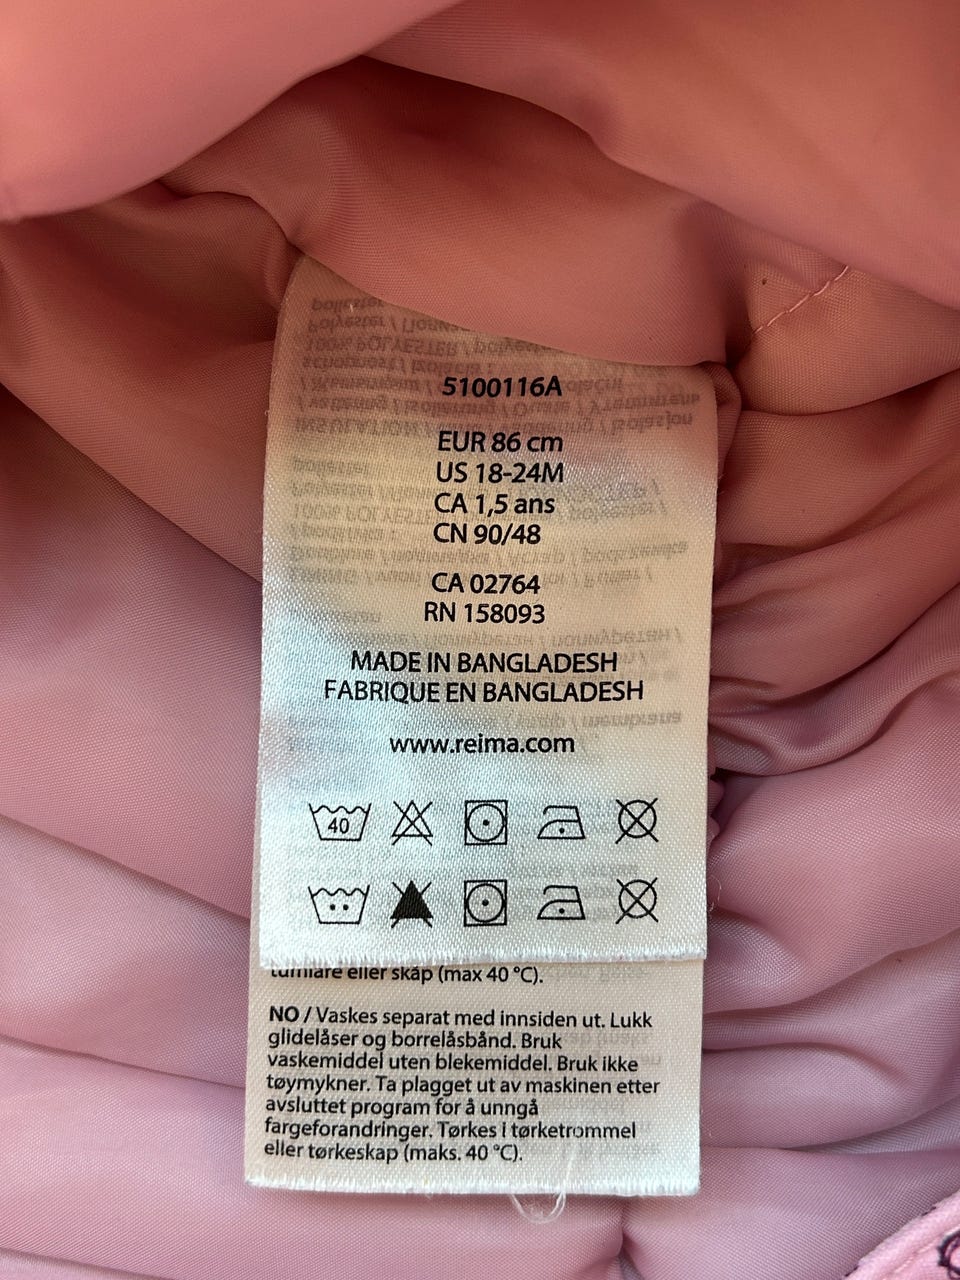 5100116A
EUR 86 cm
US 18-24M
CA 1,5 ans
CN 90/48
CA 02764
RN 158093
MADE IN BANGLADESH
FABRIQUE EN BANGLADESH
www.reima.com
40
tumlare eller skåp (max 40 °C).
NO / Vaskes separat med innsiden ut. Lukk
glidelåser og borrelåsbånd. Bruk
vaskemiddel uten blekemiddel. Bruk ikke
tøymykner. Ta plagget ut av maskinen etter
avsluttet program for å unngå
fargeforandringer. Tørkes i tørketrommel
eller tørkeskap (maks. 40 °C).